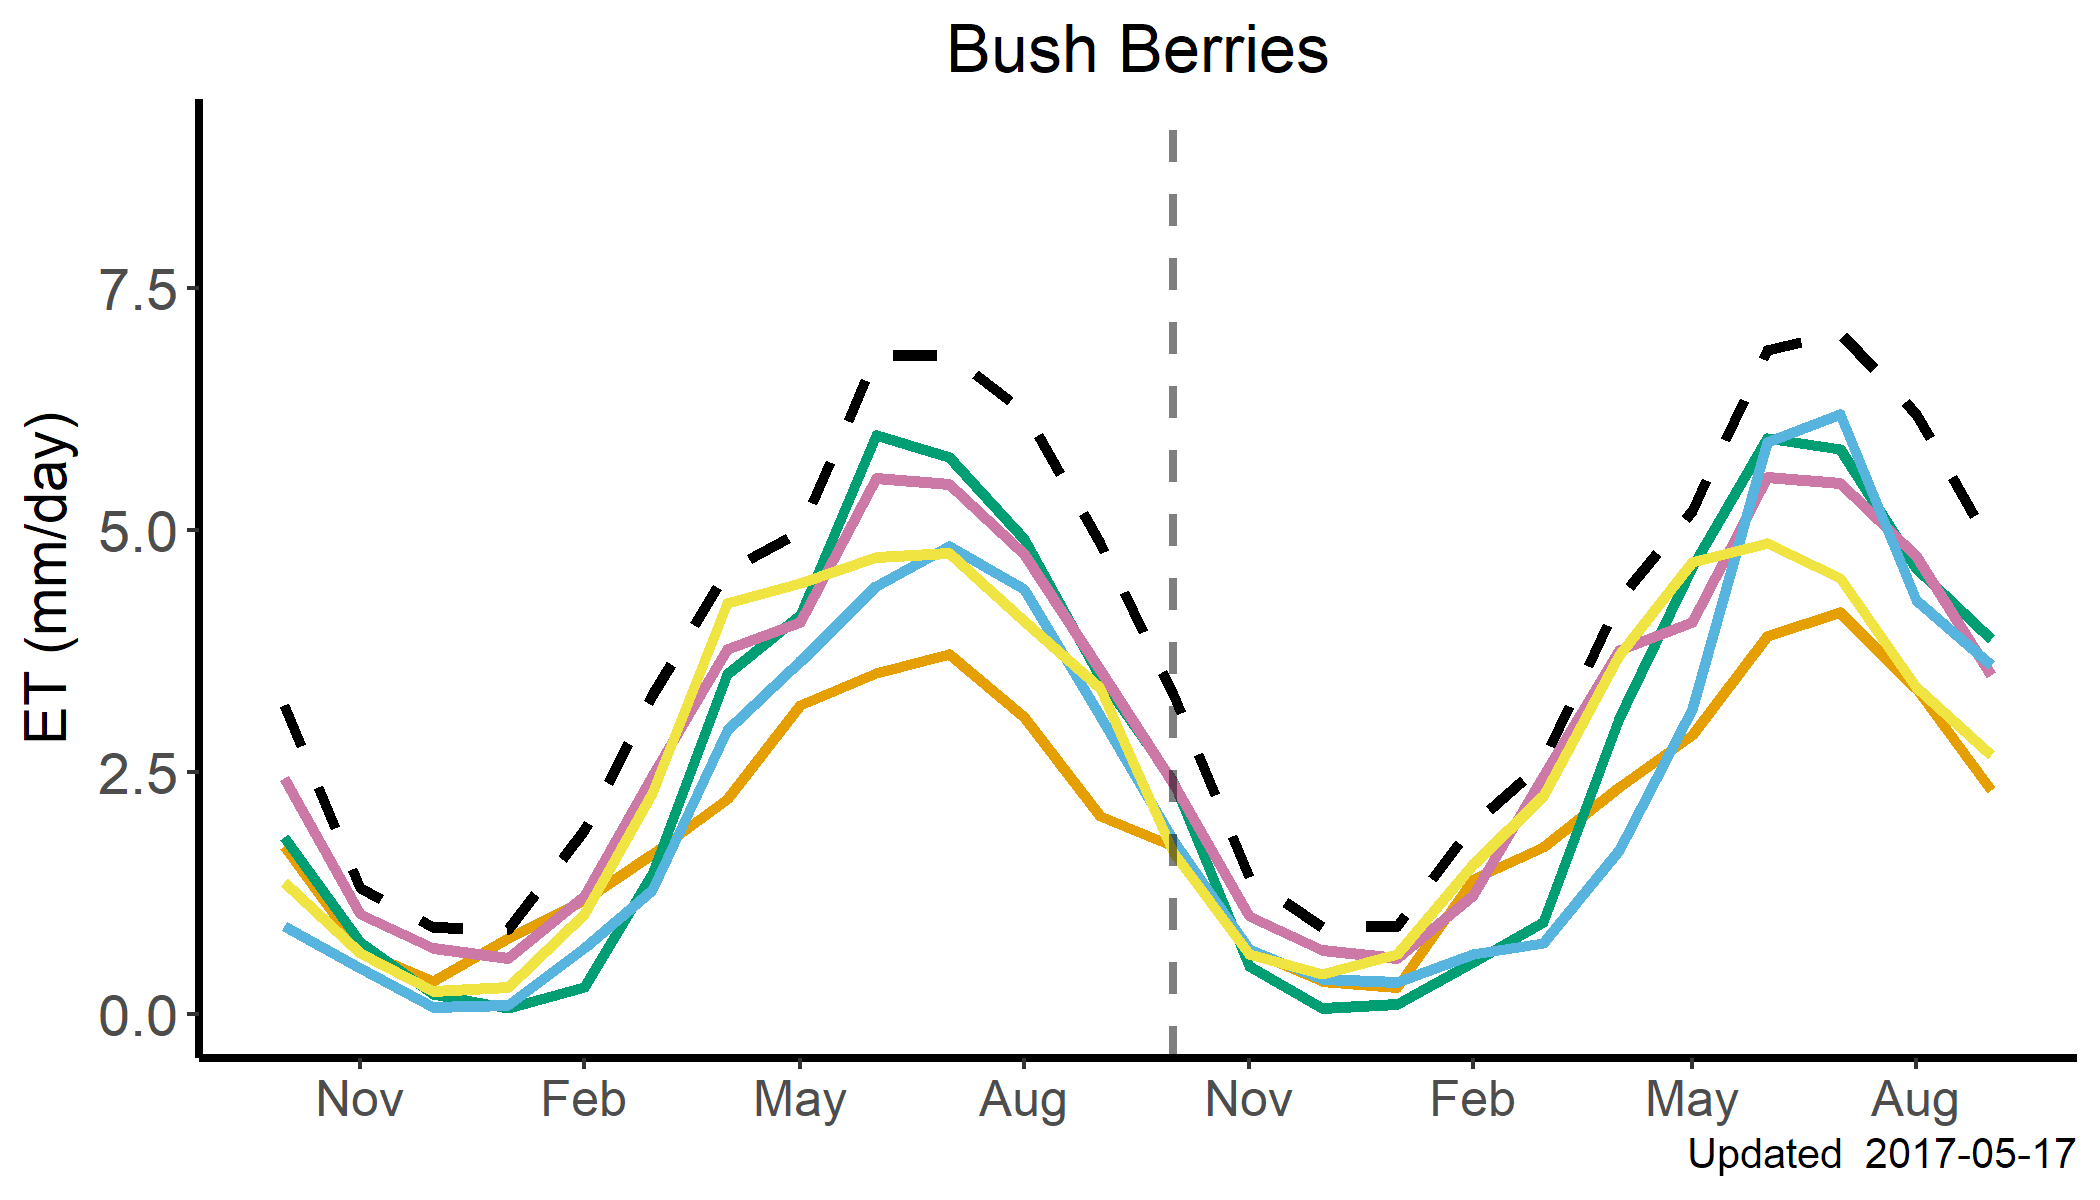 Bush Berries
ET (mm/day)
7.5
5.0
2.5
0.0
Nov Feb May Aug Nov Feb May Aug
Updated  2017-05-17